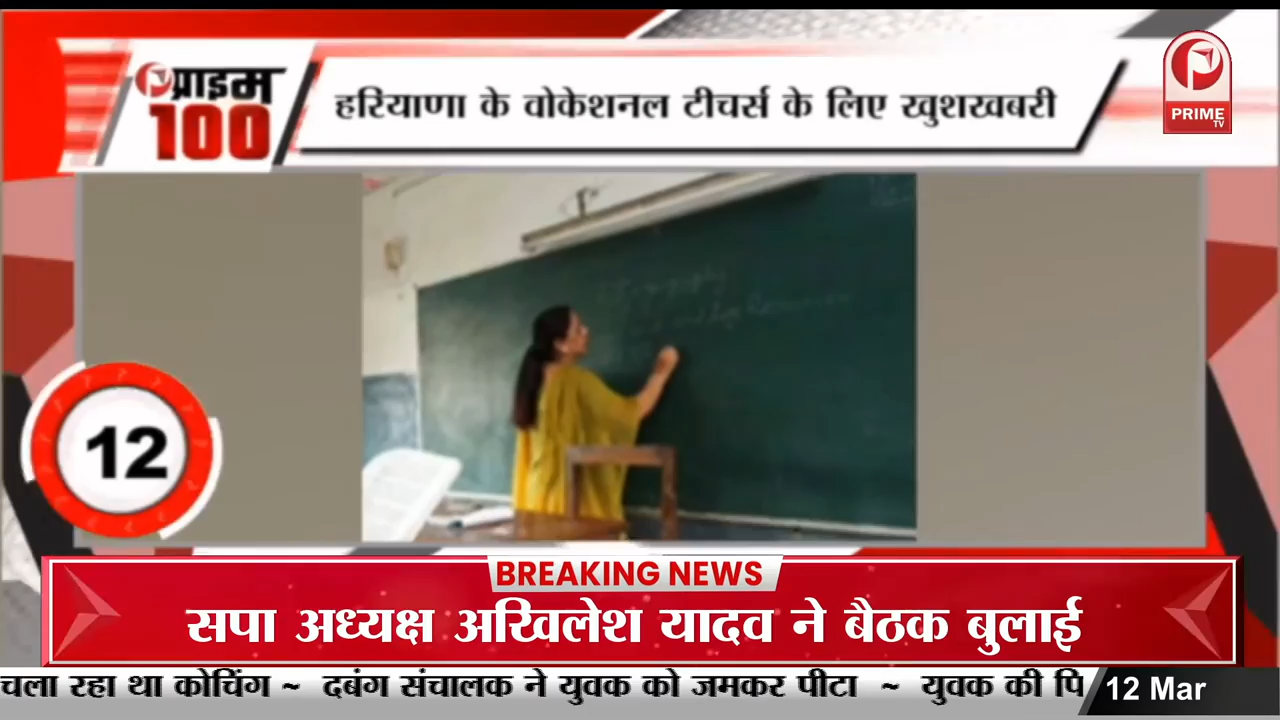 प्राइम
100
हरियाणा के वोकेशनल टीचर्स के लिए खुशखबरी
PRIME
TV
12
BREAKING NEWS
सपा अध्यक्ष अखिलेश यादव ने बैठक बुलाई
चला रहा था कोचिंग ~ दबंग संचालक ने युवक को जमकर पीटा ~ युवक की पि
12 Mar